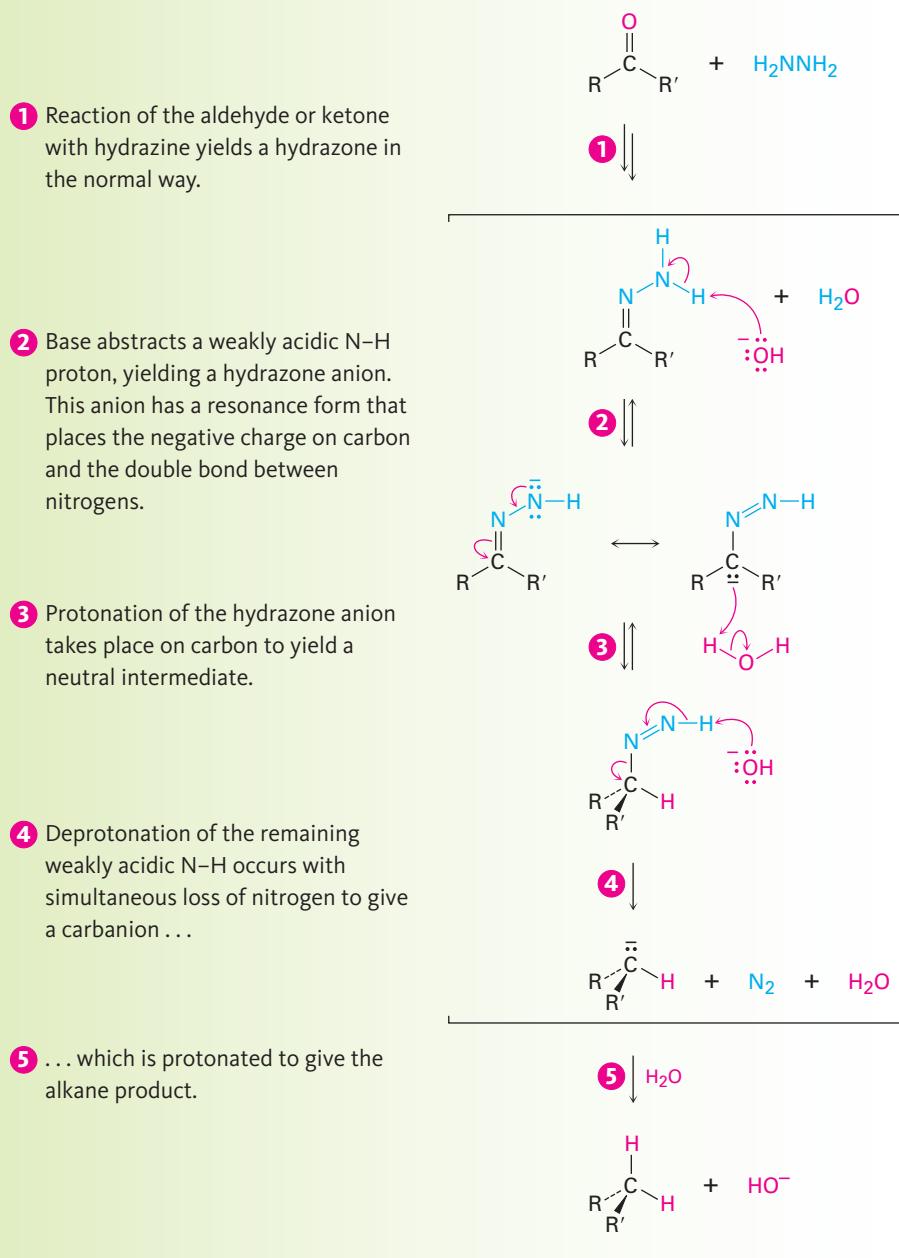 O
C
R R′
+ H₂NNH₂
1 Reaction of the aldehyde or ketone
with hydrazine yields a hydrazone in
the normal way.
1
H
N
N H
C
R R′
+ H₂O
− :OH
2 Base abstracts a weakly acidic N–H
proton, yielding a hydrazone anion.
This anion has a resonance form that
places the negative charge on carbon
and the double bond between
nitrogens.
2
− N–H
N
C
R R′
N–H
N
C −
R R′
3 Protonation of the hydrazone anion
takes place on carbon to yield a
neutral intermediate.
3
H O H
N N–H
C
R H
R′
− :OH
4 Deprotonation of the remaining
weakly acidic N–H occurs with
simultaneous loss of nitrogen to give
a carbanion . . .
4
− C
R H
R′
+ N₂ + H₂O
5 . . . which is protonated to give the
alkane product.
5 H₂O
H
C
R H
R′
+ HO⁻